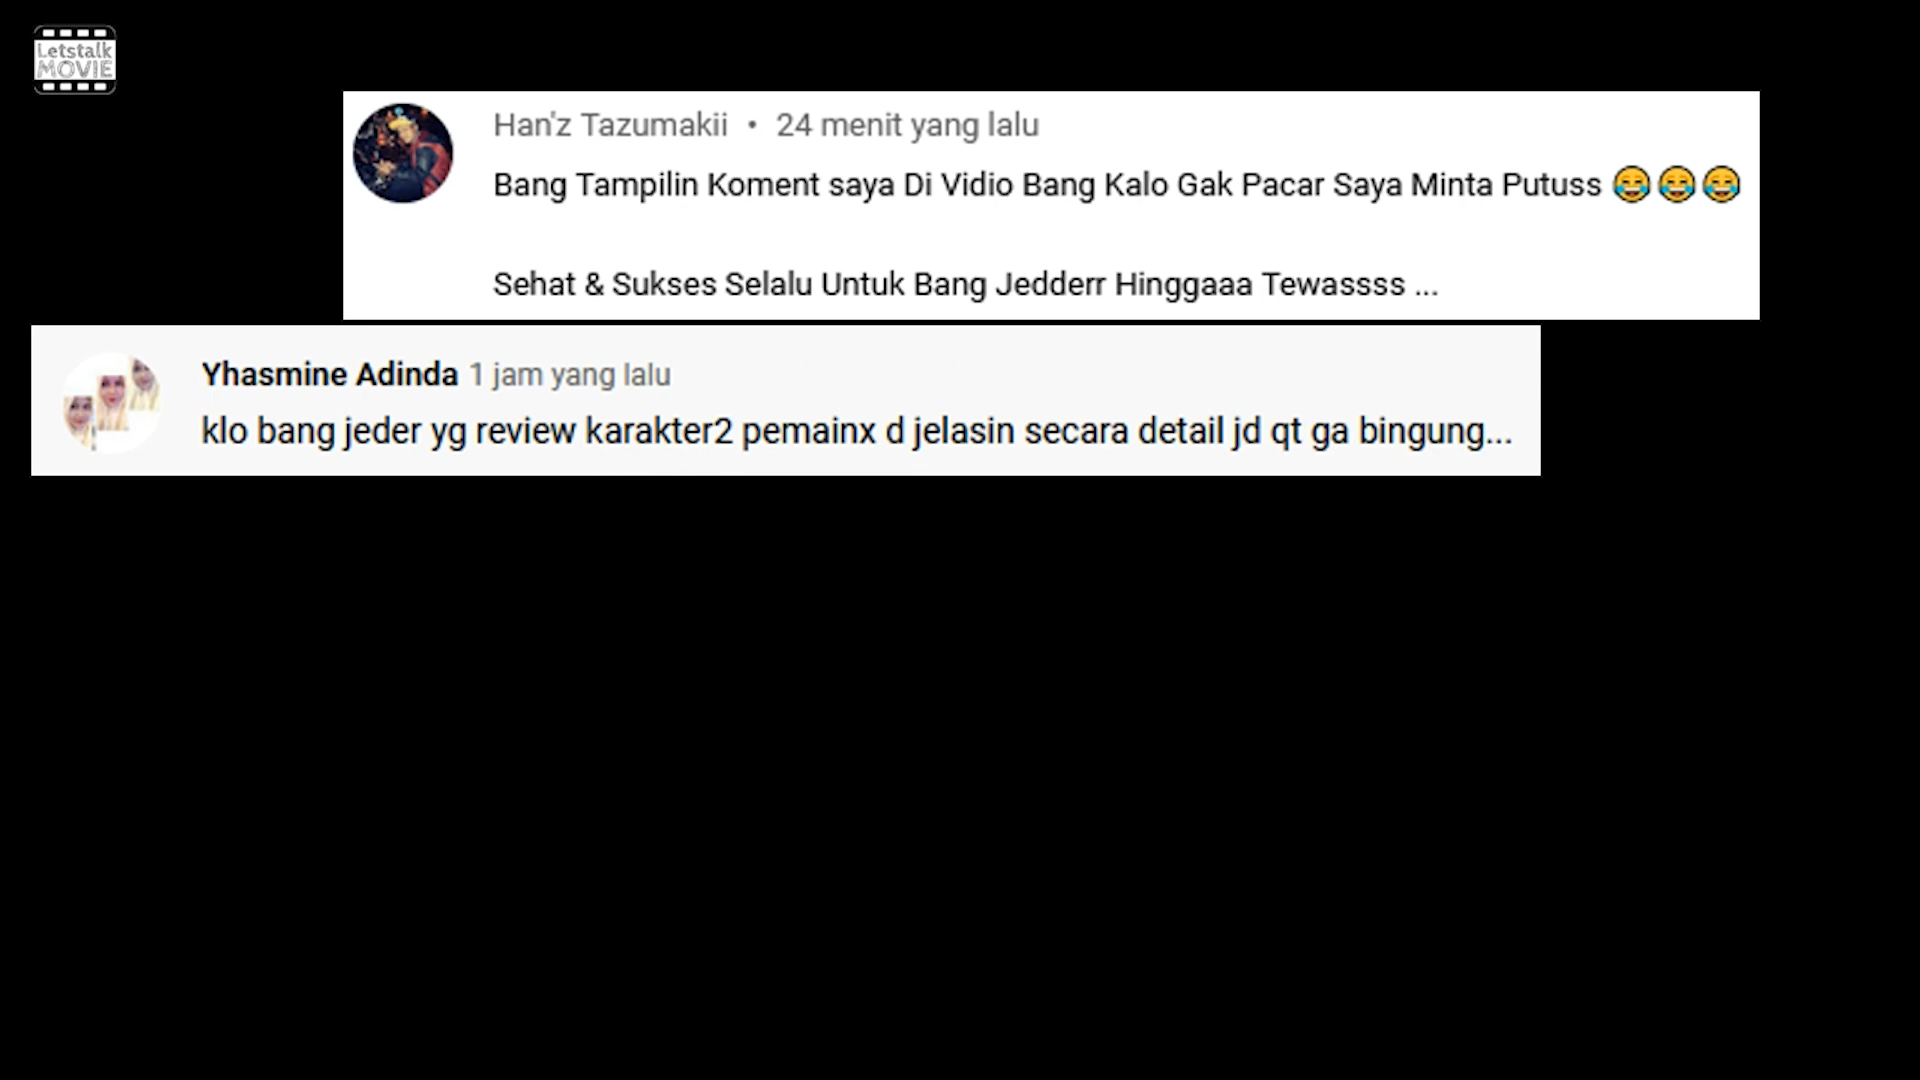 Letstalk
MOVIE
Han'z Tazumakii • 24 menit yang lalu
Bang Tampilin Koment saya Di Vidio Bang Kalo Gak Pacar Saya Minta Putuss 😂😂😂
Sehat & Sukses Selalu Untuk Bang Jedderr Hinggaaa Tewassss ...
Yhasmine Adinda 1 jam yang lalu
klo bang jeder yg review karakter2 pemainx d jelasin secara detail jd qt ga bingung...